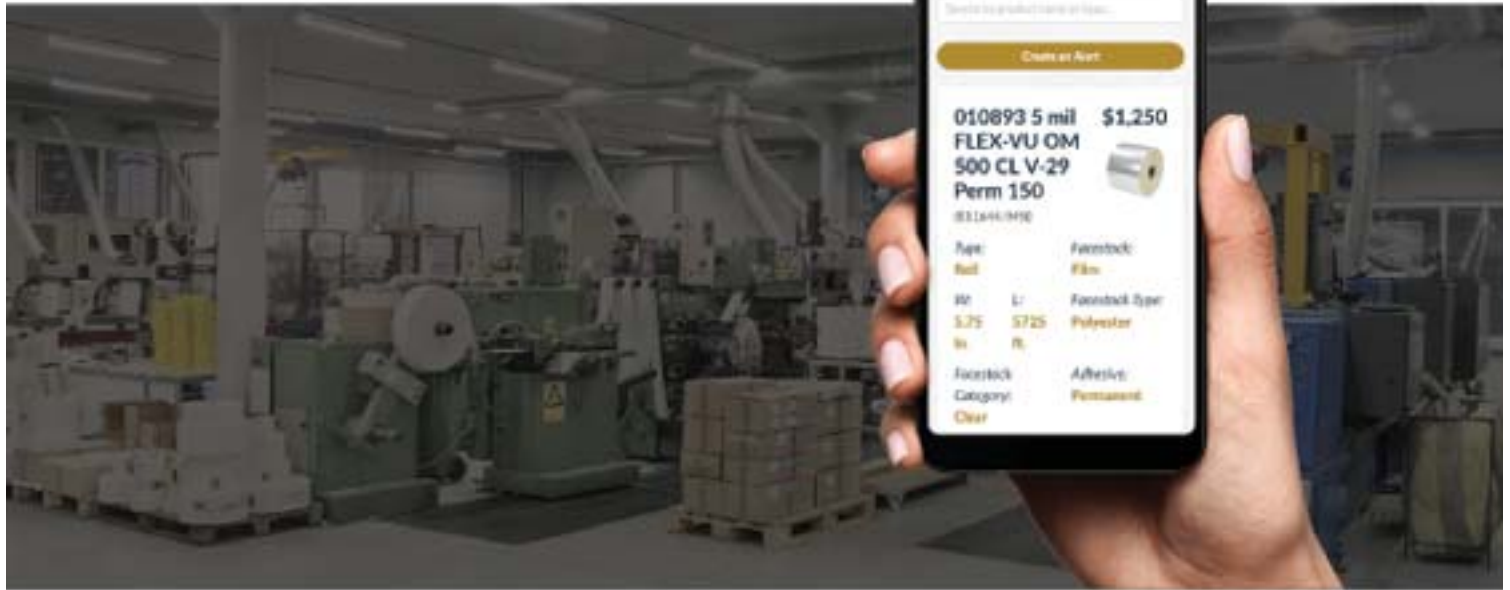 Create an Alert
010893 5 mil $1,250
FLEX-VU OM
500 CL V-29
Perm 150
Type: Facestock:
Roll Film
W: L: Facestock Type:
5.75 5725 Polyester
In ft.
Facestock Adhesive:
Category: Permanent
Clear